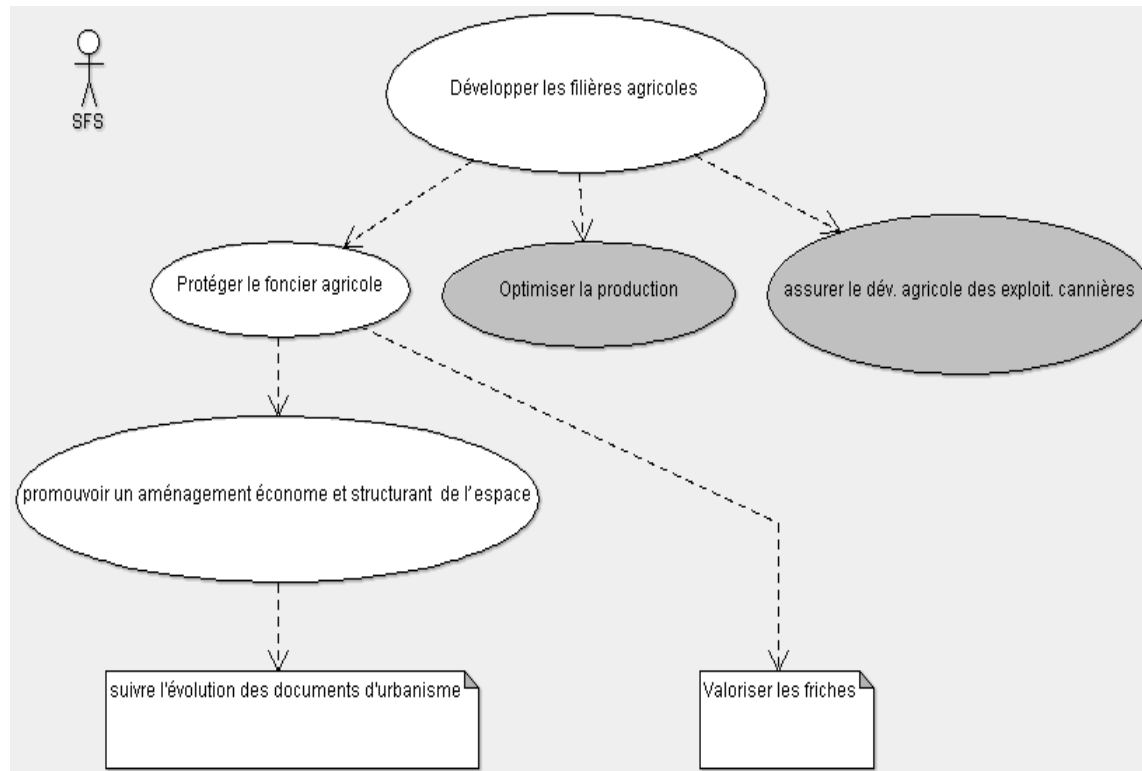 SFS
Développer les filières agricoles
Protéger le foncier agricole
Optimiser la production
assurer le dév. agricole des exploit. cannières
promouvoir un aménagement économe et structurant de l'espace
suivre l'évolution des documents d'urbanisme
Valoriser les friches